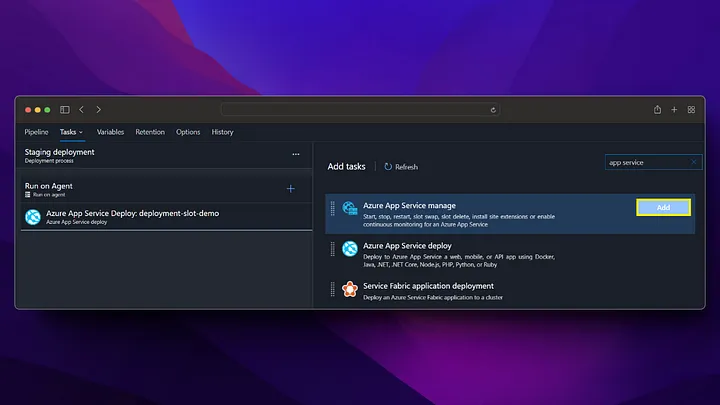 Pipeline Tasks Variables Retention Options History
Staging deployment
Deployment process
Run on Agent
Run on agent
Azure App Service Deploy: deployment-slot-demo
Azure App Service deploy
Add tasks Refresh
app service
Azure App Service manage
Start, stop, restart, slot swap, slot delete, install site extensions or enable
continuous monitoring for an Azure App Service
Add
Azure App Service deploy
Deploy to Azure App Service a web, mobile, or API app using Docker,
Java, .NET, .NET Core, Node.js, PHP, Python, or Ruby
Service Fabric application deployment
Deploy an Azure Service Fabric application to a cluster